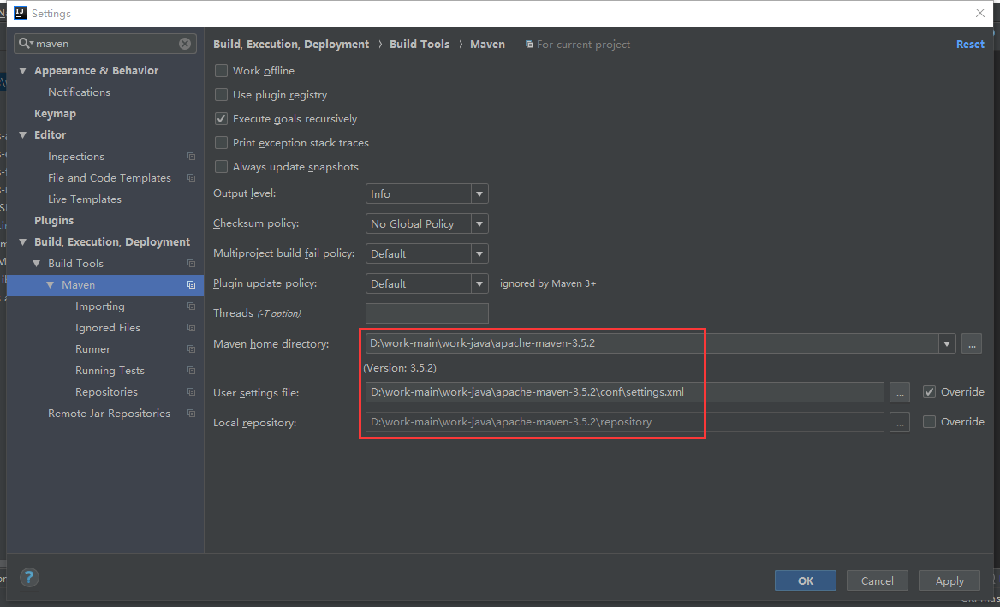 Settings
maven
Appearance & Behavior
Notifications
Keymap
Editor
Inspections
File and Code Templates
Live Templates
Plugins
Build, Execution, Deployment
Build Tools
Maven
Importing
Ignored Files
Runner
Running Tests
Repositories
Remote Jar Repositories
Build, Execution, Deployment › Build Tools › Maven For current project Reset
Work offline
Use plugin registry
Execute goals recursively
Print exception stack traces
Always update snapshots
Output level: Info
Checksum policy: No Global Policy
Multiproject build fail policy: Default
Plugin update policy: Default ignored by Maven 3+
Threads (-T option).
Maven home directory: D:\work-main\work-java\apache-maven-3.5.2 ...
(Version: 3.5.2)
User settings file: D:\work-main\work-java\apache-maven-3.5.2\conf\settings.xml ... Override
Local repository: D:\work-main\work-java\apache-maven-3.5.2\repository ... Override
? OK Cancel Apply